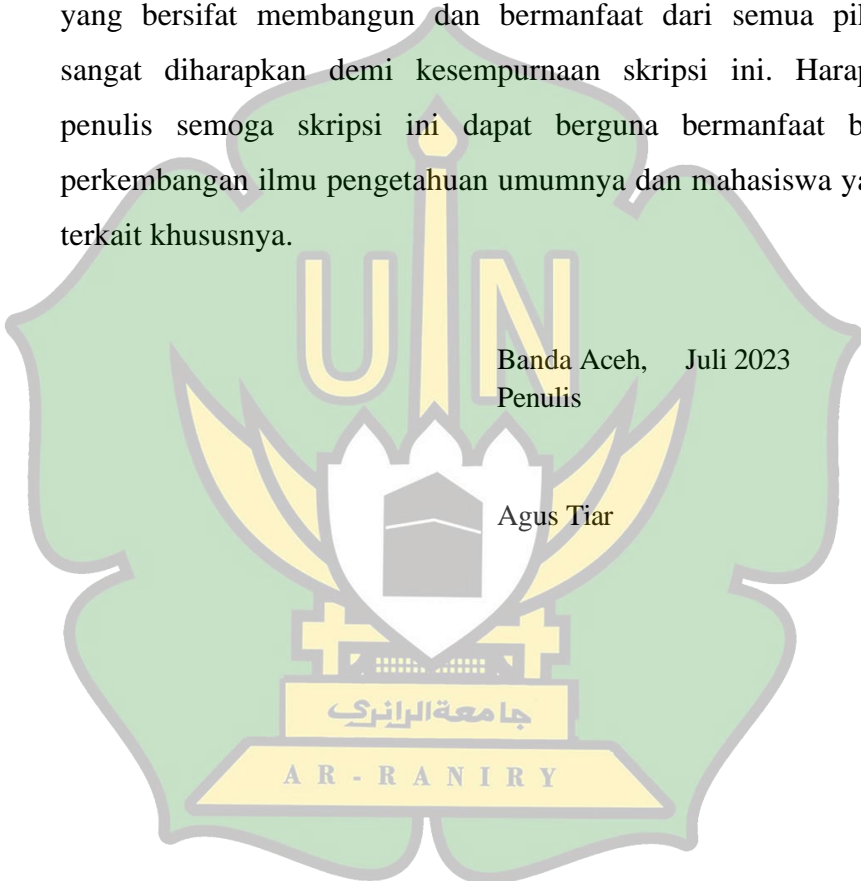 yang bersifat membangun dan bermanfaat dari semua
sangat diharapkan demi kesempurnaan skripsi ini.
penulis semoga skripsi ini dapat berguna bermanfaat
perkembangan ilmu pengetahuan umumnya dan mahasiswa
terkait khususnya.
UIN
Banda Aceh, Juli 2023
Penulis
Agus Tiar
جامعة الرانري
AR-RANIRY